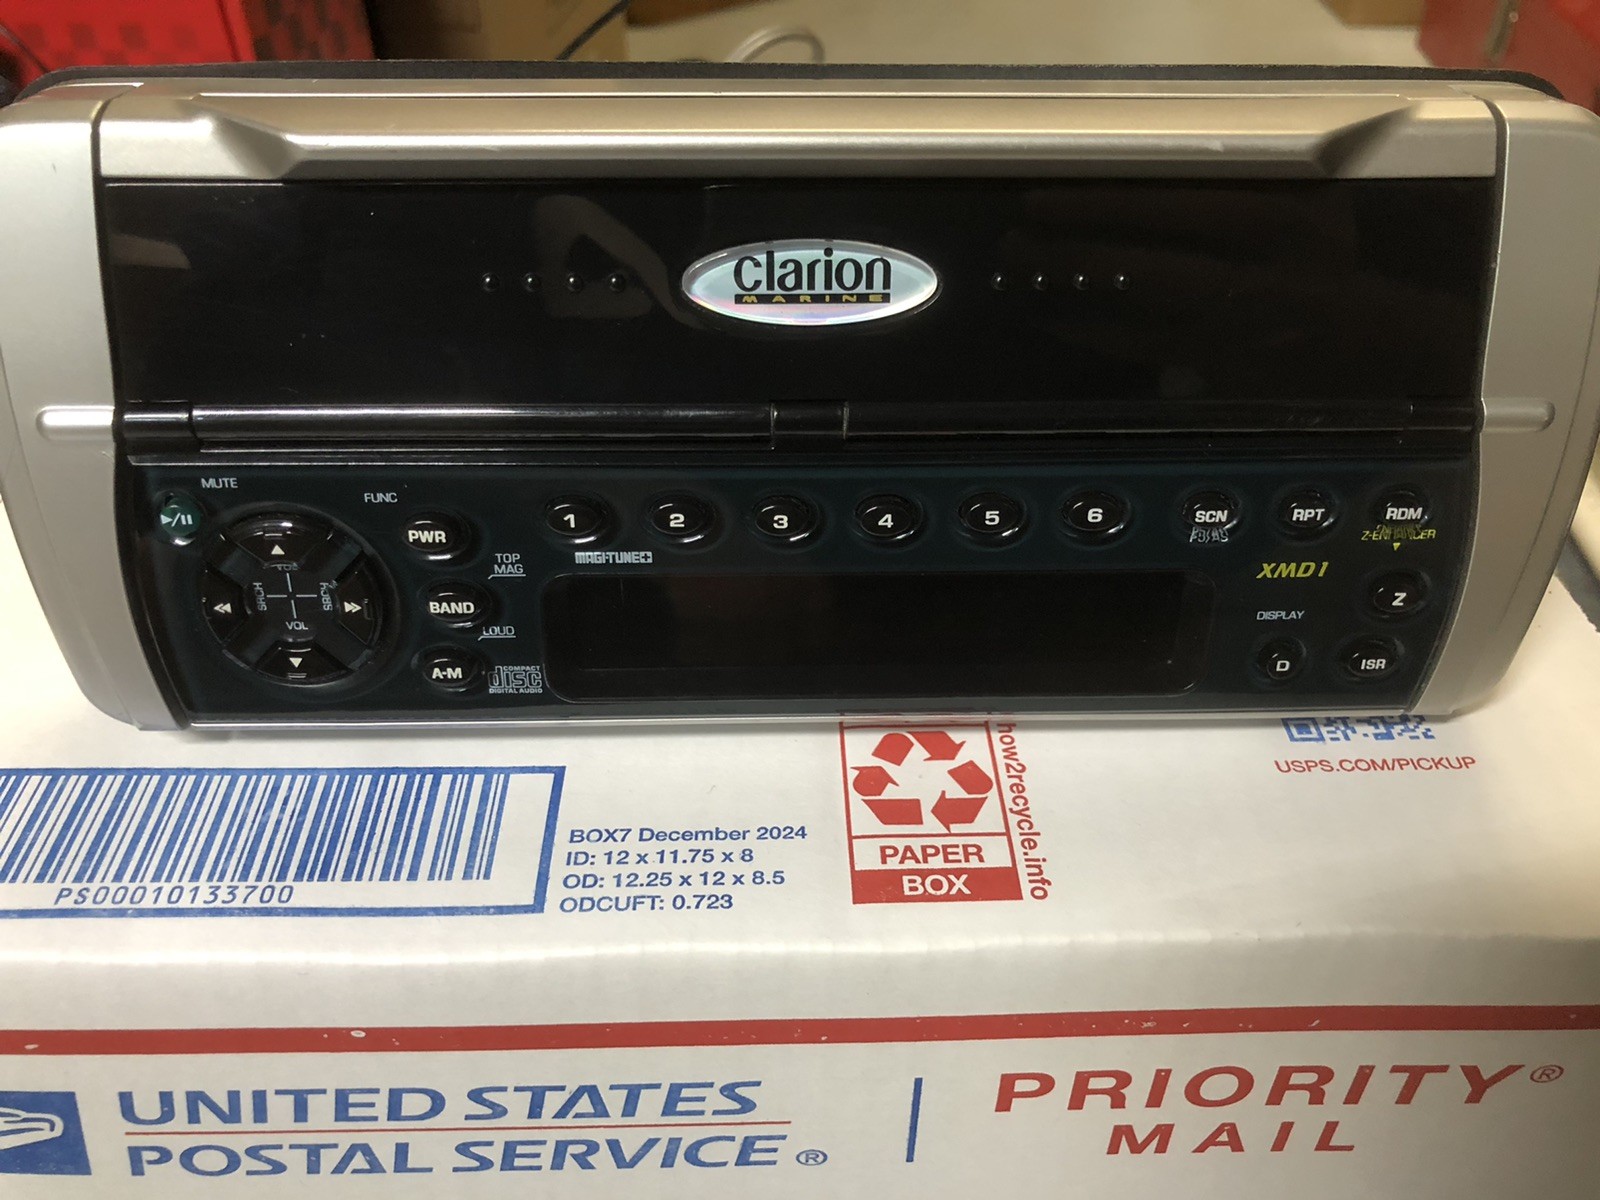 clarion
MARINE
MUTE
FUNC
PWR
1
2
3
4
5
6
SCN
RPT
RDM
MAGI-TUNE
TOP
MAG
XMD1
VOL
SRCH
SRCH
VOL
BAND
LOUD
Z
DISPLAY
A-M
COMPACT
disc
DIGITAL AUDIO
D
ISR
how2recycle.info
USPS.COM/PICKUP
PAPER
BOX
BOX7 December 2024
ID: 12 x 11.75 x 8
OD: 12.25 x 12 x 8.5
ODCUFT: 0.723
PS00010133700
UNITED STATES
POSTAL SERVICE®
PRIORITY®
MAIL